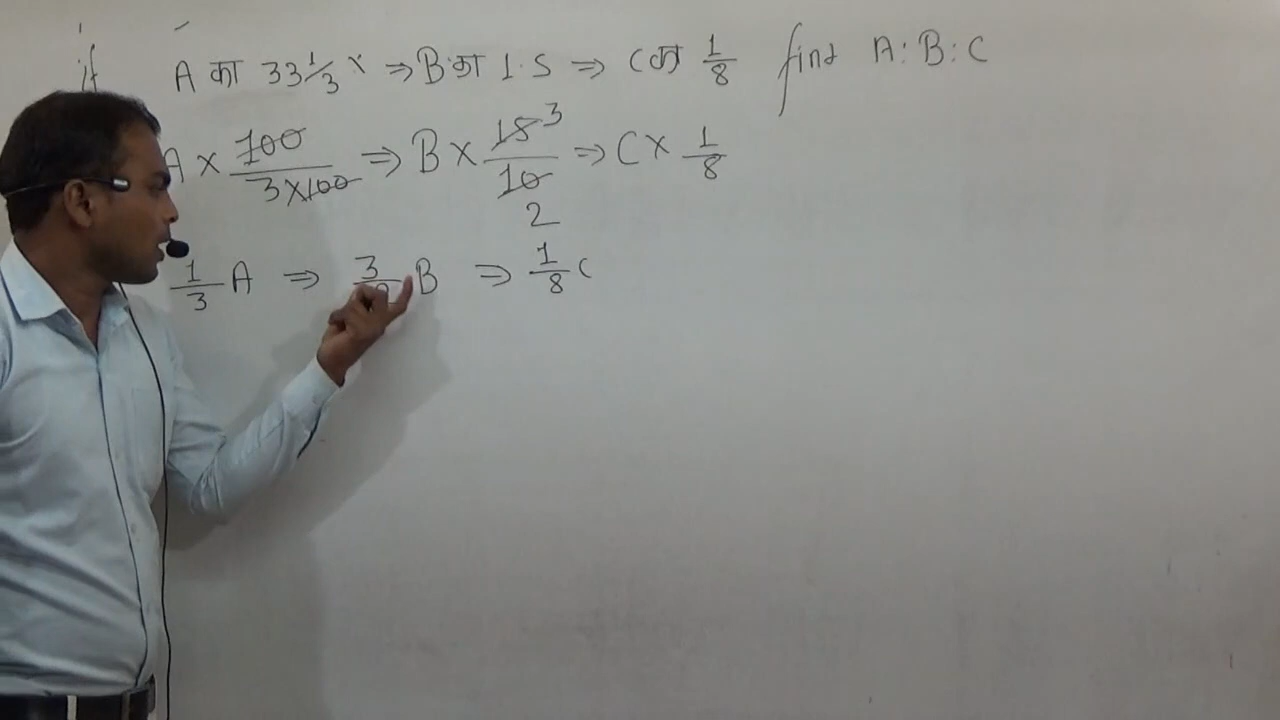 if A का 33 1/3 % ⇒ B का 1.5 ⇒ C का 1/8 find A:B:C
A × 100/(3×100) ⇒ B × 15/10 3/2 ⇒ C × 1/8
1/3 A ⇒ 3/2 B ⇒ 1/8 C